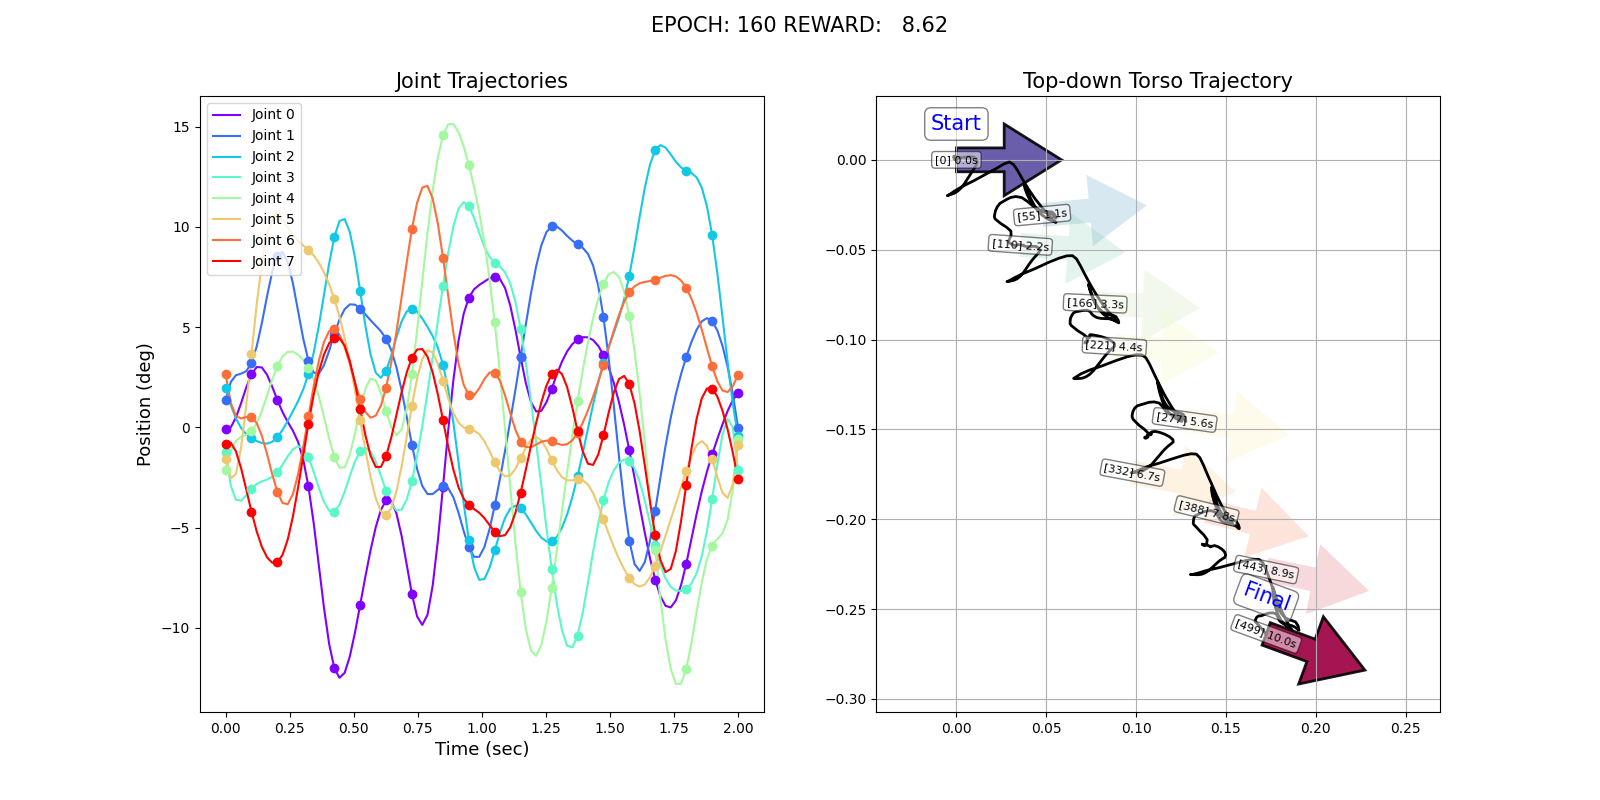 EPOCH: 160 REWARD:   8.62
Joint Trajectories
Position (deg)
15
10
5
0
−5
−10
Joint 0
Joint 1
Joint 2
Joint 3
Joint 4
Joint 5
Joint 6
Joint 7
0.00 0.25 0.50 0.75 1.00 1.25 1.50 1.75 2.00
Time (sec)
Top-down Torso Trajectory
0.00
−0.05
−0.10
−0.15
−0.20
−0.25
−0.30
Start
[0] 0.0s
[55] 1.1s
[110] 2.2s
[166] 3.3s
[221] 4.4s
[277] 5.6s
[332] 6.7s
[388] 7.8s
[443] 8.9s
Final
[499] 10.0s
0.00 0.05 0.10 0.15 0.20 0.25